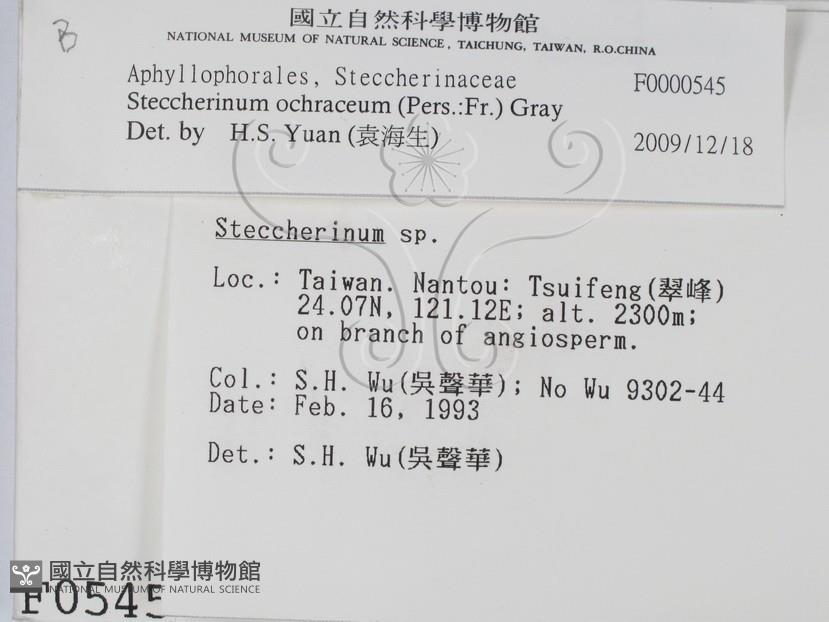 B
國立自然科學博物館
NATIONAL MUSEUM OF NATURAL SCIENCE, TAICHUNG, TAIWAN, R.O.CHINA
Aphyllophorales, Steccherinaceae F0000545
Steccherinum ochraceum (Pers.:Fr.) Gray
Det. by H.S. Yuan (袁海生) 2009/12/18
Steccherinum sp.
Loc.: Taiwan. Nantou: Tsuifeng(翠峰)
24.07N, 121.12E; alt. 2300m;
on branch of angiosperm.
Col.: S.H. Wu(吳聲華); No Wu 9302-44
Date: Feb. 16, 1993
Det.: S.H. Wu(吳聲華)
國立自然科學博物館
NATIONAL MUSEUM OF NATURAL SCIENCE
F0545